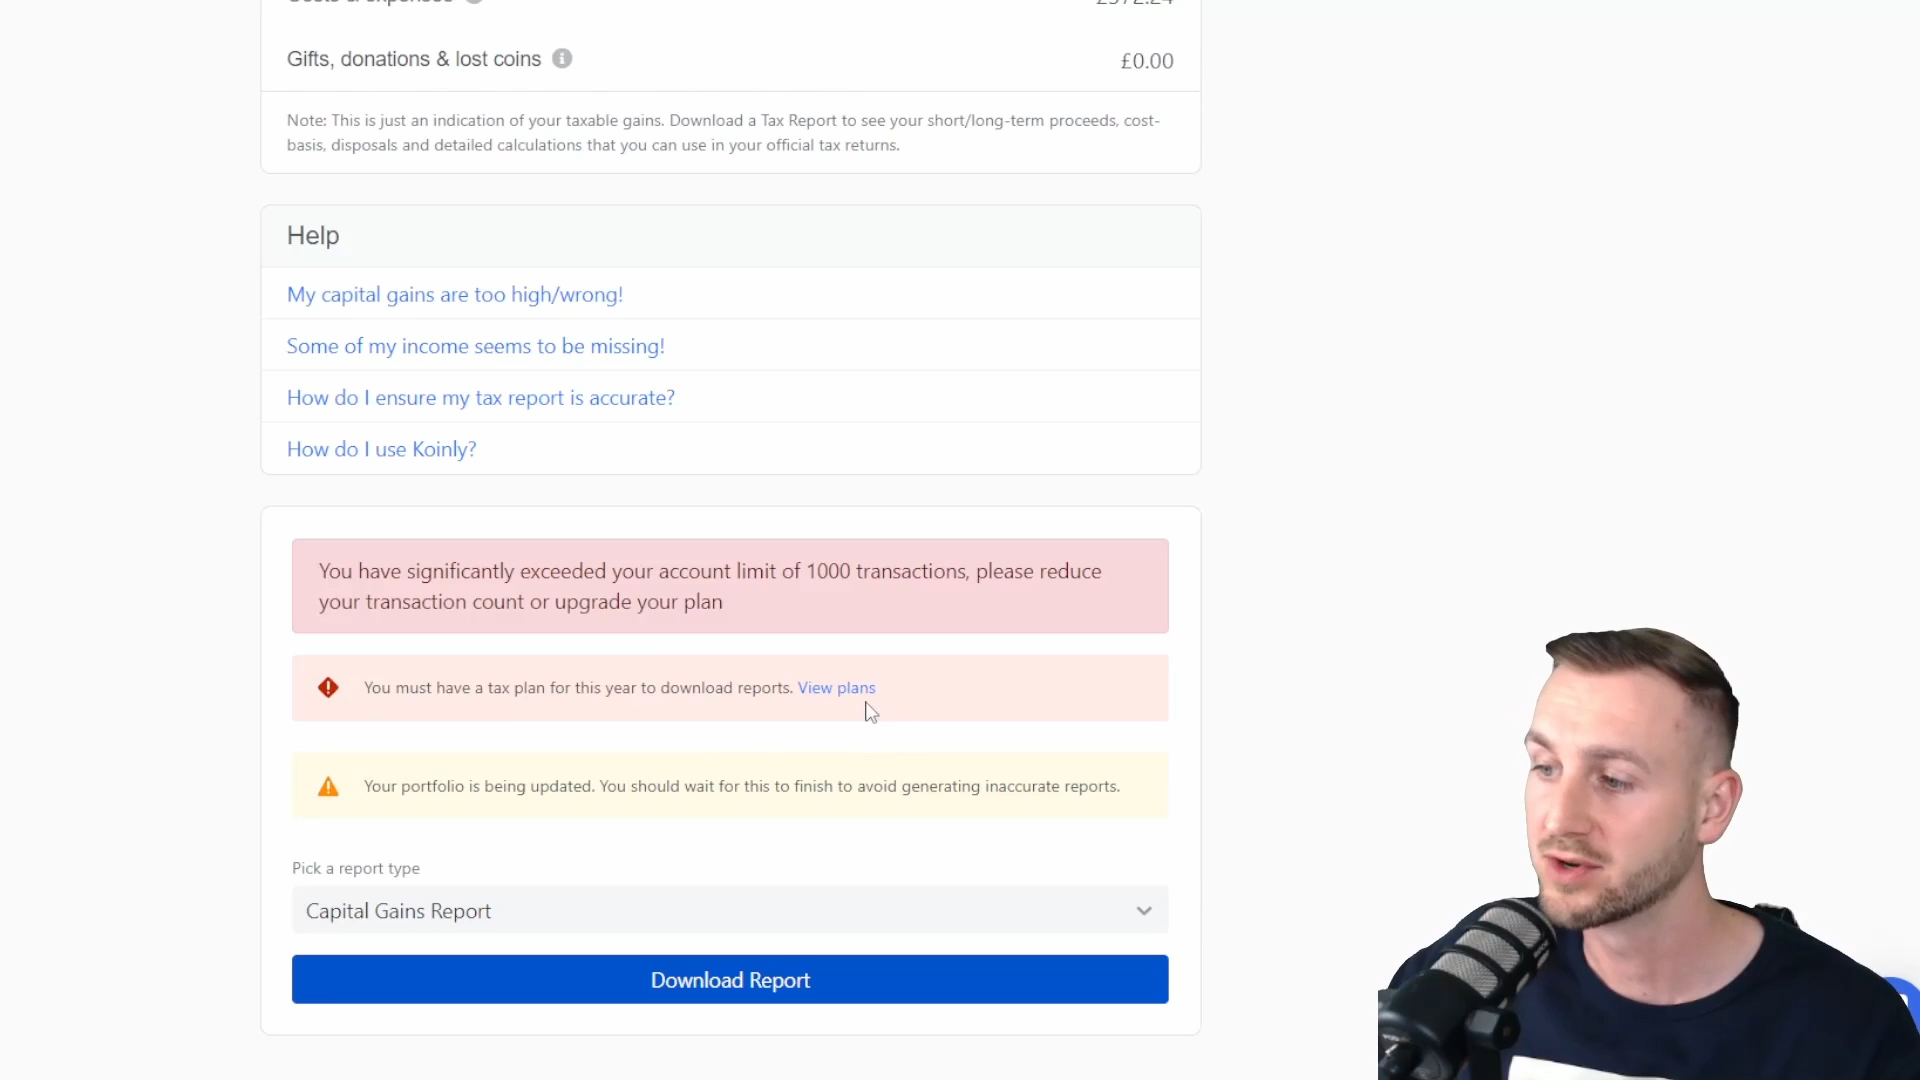 Costs & expenses
£972.24
Gifts, donations & lost coins
£0.00
Note: This is just an indication of your taxable gains. Download a Tax Report to see your short/long-term proceeds, cost-
basis, disposals and detailed calculations that you can use in your official tax returns.
Help
My capital gains are too high/wrong!
Some of my income seems to be missing!
How do I ensure my tax report is accurate?
How do I use Koinly?
You have significantly exceeded your account limit of 1000 transactions, please reduce
your transaction count or upgrade your plan
You must have a tax plan for this year to download reports. View plans
Your portfolio is being updated. You should wait for this to finish to avoid generating inaccurate reports.
Pick a report type
Capital Gains Report
Download Report